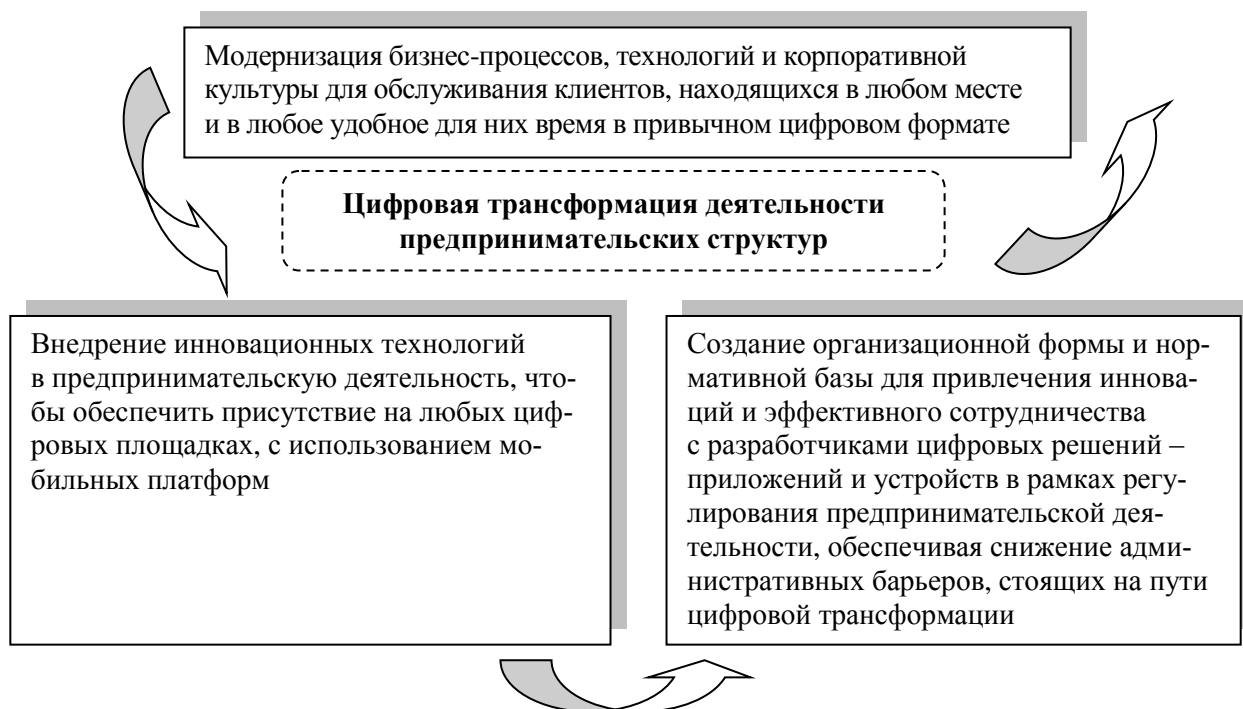 Модернизация бизнес-процессов, технологий и корпоративной
культуры для обслуживания клиентов, находящихся в любом месте
и в любое удобное для них время в привычном цифровом формате
Цифровая трансформация деятельности
предпринимательских структур
Внедрение инновационных технологий
в предпринимательскую деятельность, что-
бы обеспечить присутствие на любых циф-
ровых площадках, с использованием мо-
бильных платформ
Создание организационной формы и нор-
мативной базы для привлечения иннова-
ций и эффективного сотрудничества
с разработчиками цифровых решений –
приложений и устройств в рамках регу-
лирования предпринимательской дея-
тельности, обеспечивая снижение адми-
нистративных барьеров, стоящих на пути
цифровой трансформации